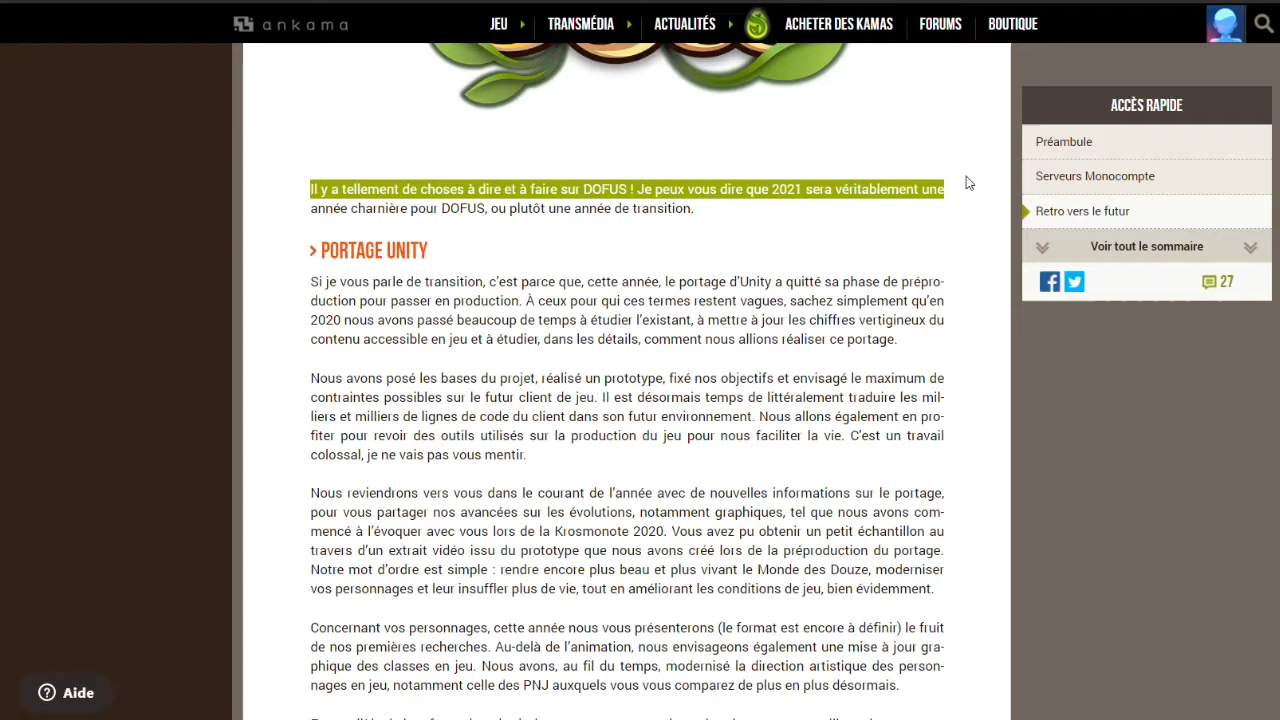 ankama
JEU
TRANSMÉDIA
ACTUALITÉS
ACHETER DES KAMAS
FORUMS
BOUTIQUE
Il y a tellement de choses à dire et à faire sur DOFUS ! Je peux vous dire que 2021 sera véritablement une
année charnière pour DOFUS, ou plutôt une année de transition.
PORTAGE UNITY
Si je vous parle de transition, c'est parce que, cette année, le portage d'Unity a quitté sa phase de prépro-
duction pour passer en production. À ceux pour qui ces termes restent vagues, sachez simplement qu'en
2020 nous avons passé beaucoup de temps à étudier l'existant, à mettre à jour les chiffres vertigineux du
contenu accessible en jeu et à étudier, dans les détails, comment nous allions réaliser ce portage.
Nous avons posé les bases du projet, réalisé un prototype, fixé nos objectifs et envisagé le maximum de
contraintes possibles sur le futur client de jeu. Il est désormais temps de littéralement traduire les mil-
liers et milliers de lignes de code du client dans son futur environnement. Nous allons également en pro-
fiter pour revoir des outils utilisés sur la production du jeu pour nous faciliter la vie. C'est un travail
colossal, je ne vais pas vous mentir.
Nous reviendrons vers vous dans le courant de l'année avec de nouvelles informations sur le portage,
pour vous partager nos avancées sur les évolutions, notamment graphiques, tel que nous avons com-
mencé à l'évoquer avec vous lors de la Krosmonote 2020. Vous avez pu obtenir un petit échantillon au
travers d'un extrait vidéo issu du prototype que nous avons créé lors de la préproduction du portage.
Notre mot d'ordre est simple : rendre encore plus beau et plus vivant le Monde des Douze, moderniser
vos personnages et leur insuffler plus de vie, tout en améliorant les conditions de jeu, bien évidemment.
Concernant vos personnages, cette année nous vous présenterons (le format est encore à définir) le fruit
de nos premières recherches. Au-delà de l'animation, nous envisageons également une mise à jour gra-
phique des classes en jeu. Nous avons, au fil du temps, modernisé la direction artistique des person-
nages en jeu, notamment celle des PNJ auxquels vous vous comparez de plus en plus désormais.
ACCÈS RAPIDE
Préambule
Serveurs Monocompte
Retro vers le futur
Voir tout le sommaire
27
Aide